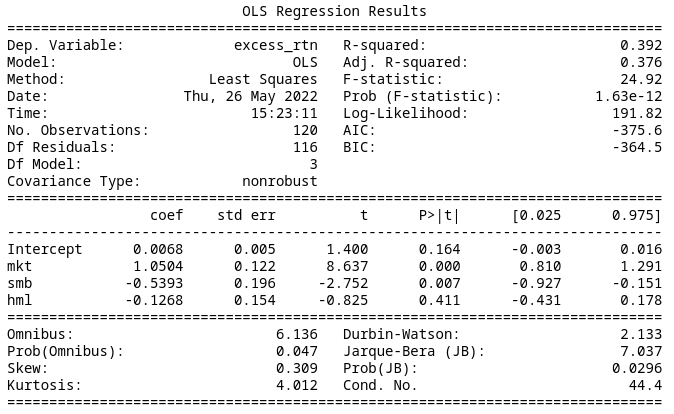 OLS Regression Results
==============================================================================
Dep. Variable:             excess_rtn   R-squared:                       0.392
Model:                            OLS   Adj. R-squared:                  0.376
Method:                 Least Squares   F-statistic:                     24.92
Date:                Thu, 26 May 2022   Prob (F-statistic):           1.63e-12
Time:                        15:23:11   Log-Likelihood:                 191.82
No. Observations:                 120   AIC:                            -375.6
Df Residuals:                     116   BIC:                            -364.5
Df Model:                           3
Covariance Type:            nonrobust
==============================================================================
                 coef    std err          t      P>|t|      [0.025      0.975]
------------------------------------------------------------------------------
Intercept      0.0068      0.005      1.400      0.164      -0.003       0.016
mkt            1.0504      0.122      8.637      0.000       0.810       1.291
smb           -0.5393      0.196     -2.752      0.007      -0.927      -0.151
hml           -0.1268      0.154     -0.825      0.411      -0.431       0.178
==============================================================================
Omnibus:                        6.136   Durbin-Watson:                   2.133
Prob(Omnibus):                  0.047   Jarque-Bera (JB):                7.037
Skew:                           0.309   Prob(JB):                       0.0296
Kurtosis:                       4.012   Cond. No.                         44.4
==============================================================================